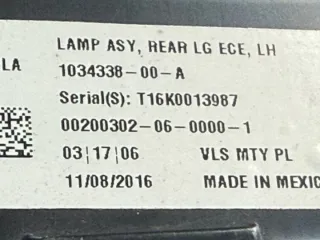 LAMP ASY, REAR LG ECE, LH
LA
1034338-00-A
Serial(S): T16K0013987
00200302-06-0000-1
03|17|06 VLS MTY PL
11/08/2016 MADE IN MEXIC